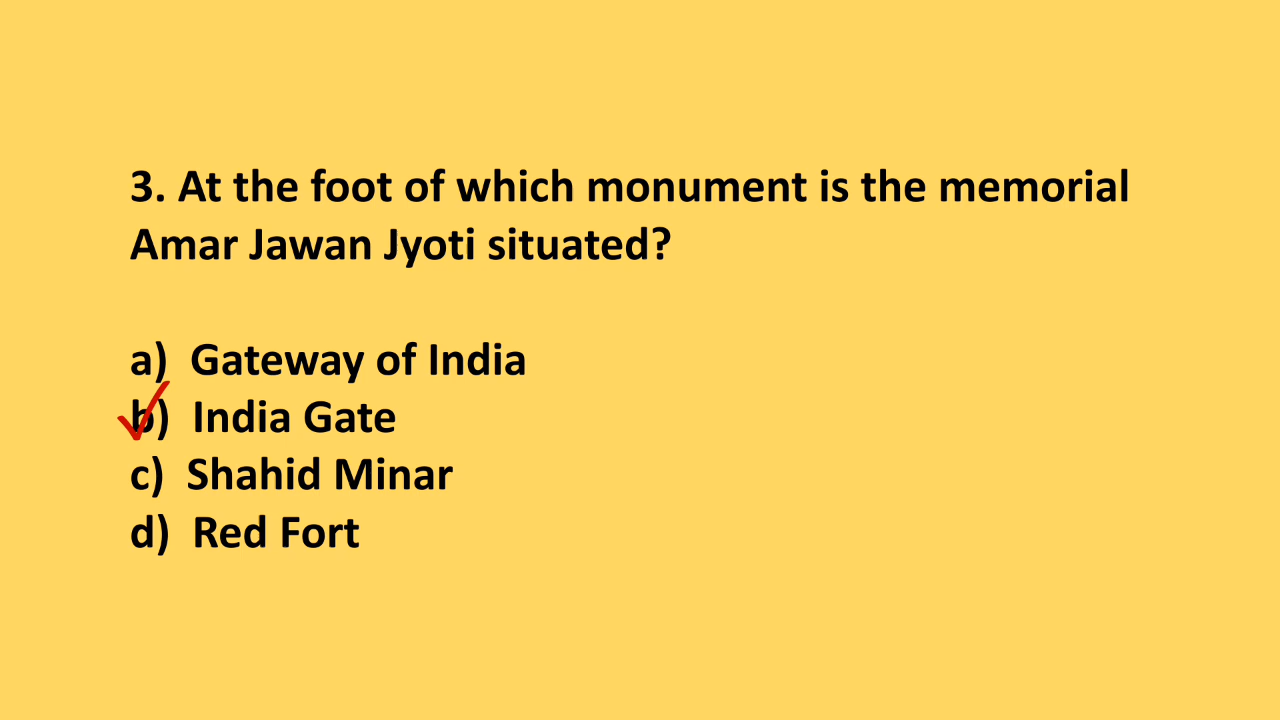 3. At the foot of which monument is the memorial
Amar Jawan Jyoti situated?
a) Gateway of India
b) India Gate
c) Shahid Minar
d) Red Fort